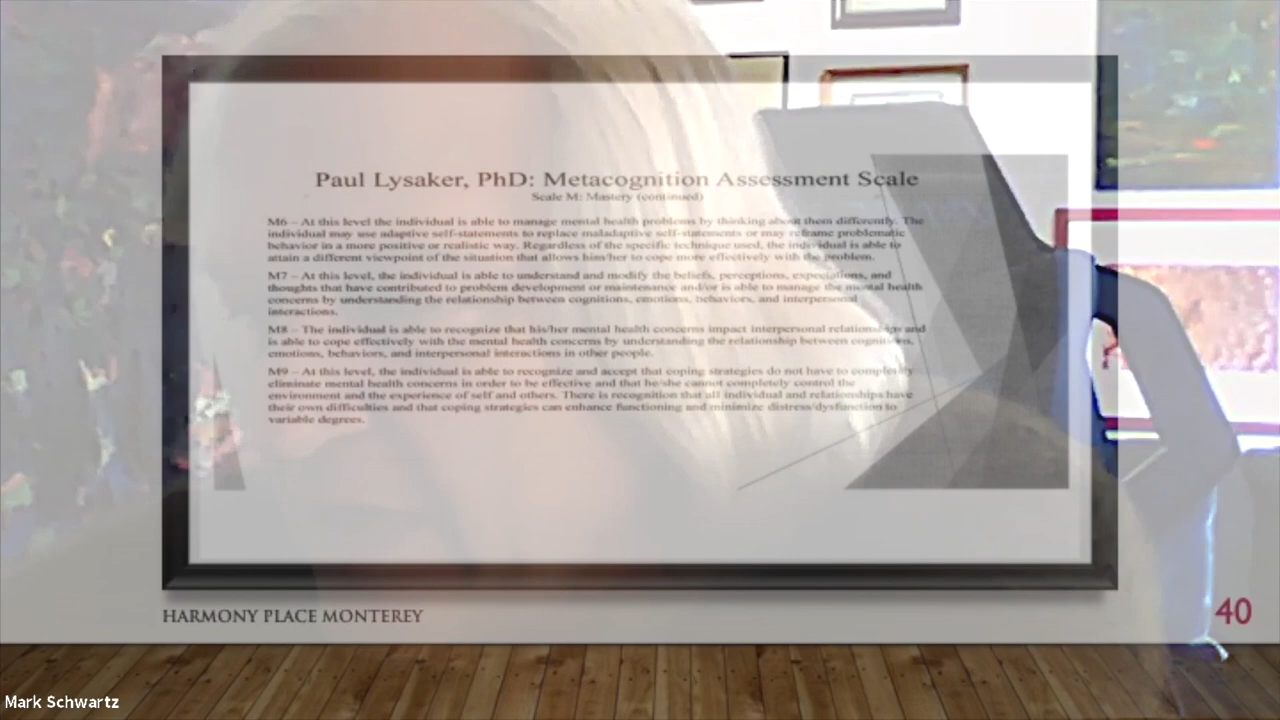 Paul Lysaker, PhD: Metacognition Assessment Scale
Scale M: Mastery (continued)
M6 – At this level the individual is able to manage mental health problems by thinking about them differently. The
individual may use adaptive self-statements to replace maladaptive self-statements or may reframe problematic
behavior in a more positive or realistic way. Regardless of the specific technique used, the individual is able to
attain a different viewpoint of the situation that allows him/her to cope more effectively with the problem.
M7 – At this level, the individual is able to understand and modify the beliefs, perceptions, expectations, and
thoughts that have contributed to problem development or maintenance and/or is able to manage the mental health
concerns by understanding the relationship between cognitions, emotions, behaviors, and interpersonal
interactions.
M8 – The individual is able to recognize that his/her mental health concerns impact interpersonal relationships and
is able to cope effectively with the mental health concerns by understanding the relationship between cognitions,
emotions, behaviors, and interpersonal interactions in other people.
M9 – At this level, the individual is able to recognize and accept that coping strategies do not have to completely
eliminate mental health concerns in order to be effective and that he/she cannot completely control the
environment and the experience of self and others. There is recognition that all individual and relationships have
their own difficulties and that coping strategies can enhance functioning and minimize distress/dysfunction to
variable degrees.
HARMONY PLACE MONTEREY
40
Mark Schwartz